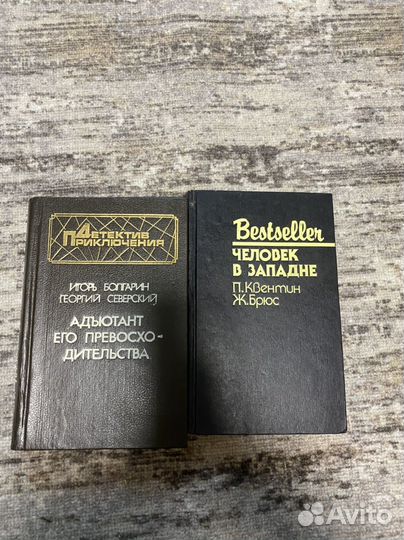 Детектив
Приключения
ИГОРЬ БОЛГАРИН
ГЕОРГИЙ СЕВЕРСКИЙ
АДЪЮТАНТ
ЕГО ПРЕВОСХО-
ДИТЕЛЬСТВА
Bestseller
ЧЕЛОВЕК
В ЗАПАДНЕ
П. КВЕНТИН
Ж. БРЮС
Avito